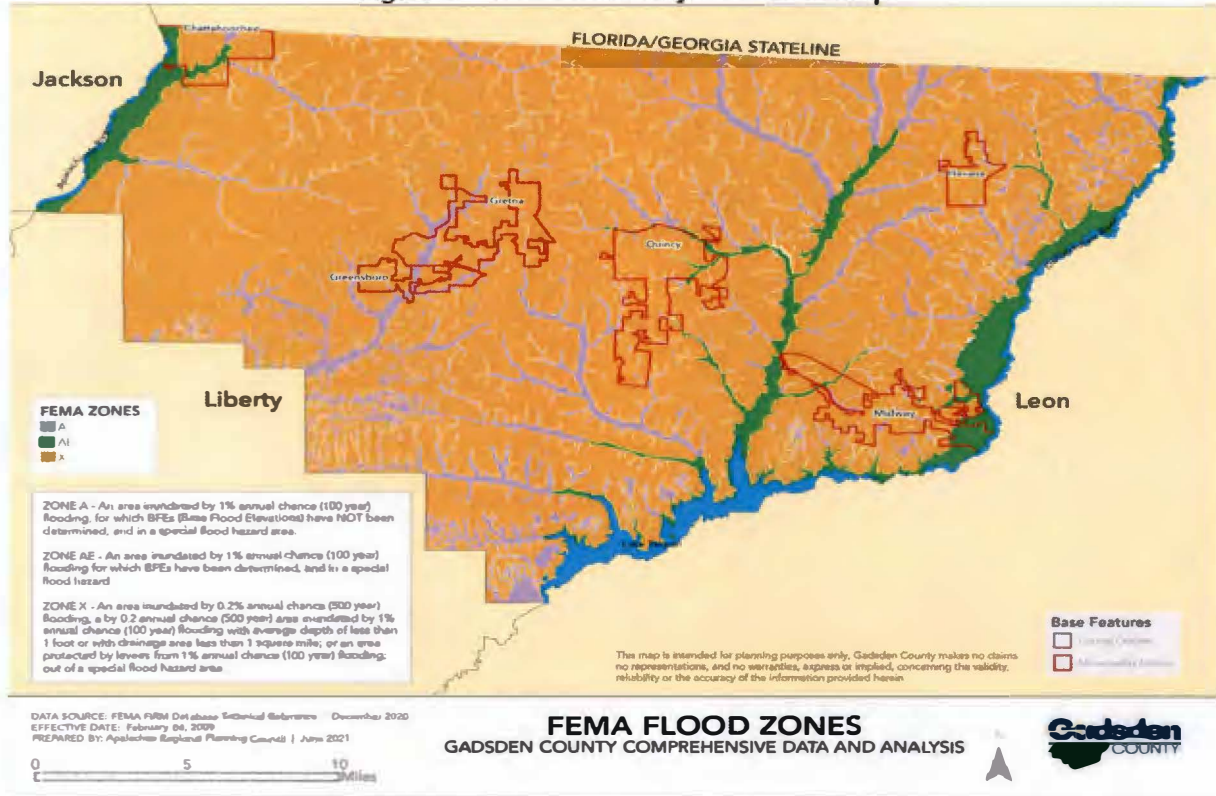 FLORIDA/GEORGIA STATELINE
Chattahoochee
Jackson
Havana
Gretna
Quincy
Greensboro
Liberty
Leon
Midway
FEMA ZONES
A
AE
X
ZONE A - An area inundated by 1% annual chance (100 year)
flooding, for which BFEs (Base Flood Elevations) have NOT been
determined, and in a special flood hazard area.
ZONE AE - An area inundated by 1% annual chance (100 year)
flooding for which BFEs have been determined, and in a special
flood hazard
ZONE X - An area inundated by 0.2% annual chance (500 year)
flooding, a by 0.2 annual chance (500 year) area inundated by 1%
annual chance (100 year) flooding with average depth of less than
1 foot or with drainage area less than 1 square mile; or an area
protected by levees from 1% annual chance (100 year) flooding;
out of a special flood hazard area
Base Features
This map is intended for planning purposes only, Gadsden County makes no claims
no representations, and no warranties, express or implied, concerning the validity,
reliability or the accuracy of the information provided herein
DATA SOURCE: FEMA FIRM Database Technical Reference December 2020
EFFECTIVE DATE: February 04, 2009
PREPARED BY: Apalachee Regional Planning Council | June 2021
0 5 10
Miles
FEMA FLOOD ZONES
GADSDEN COUNTY COMPREHENSIVE DATA AND ANALYSIS
Gadsden
COUNTY